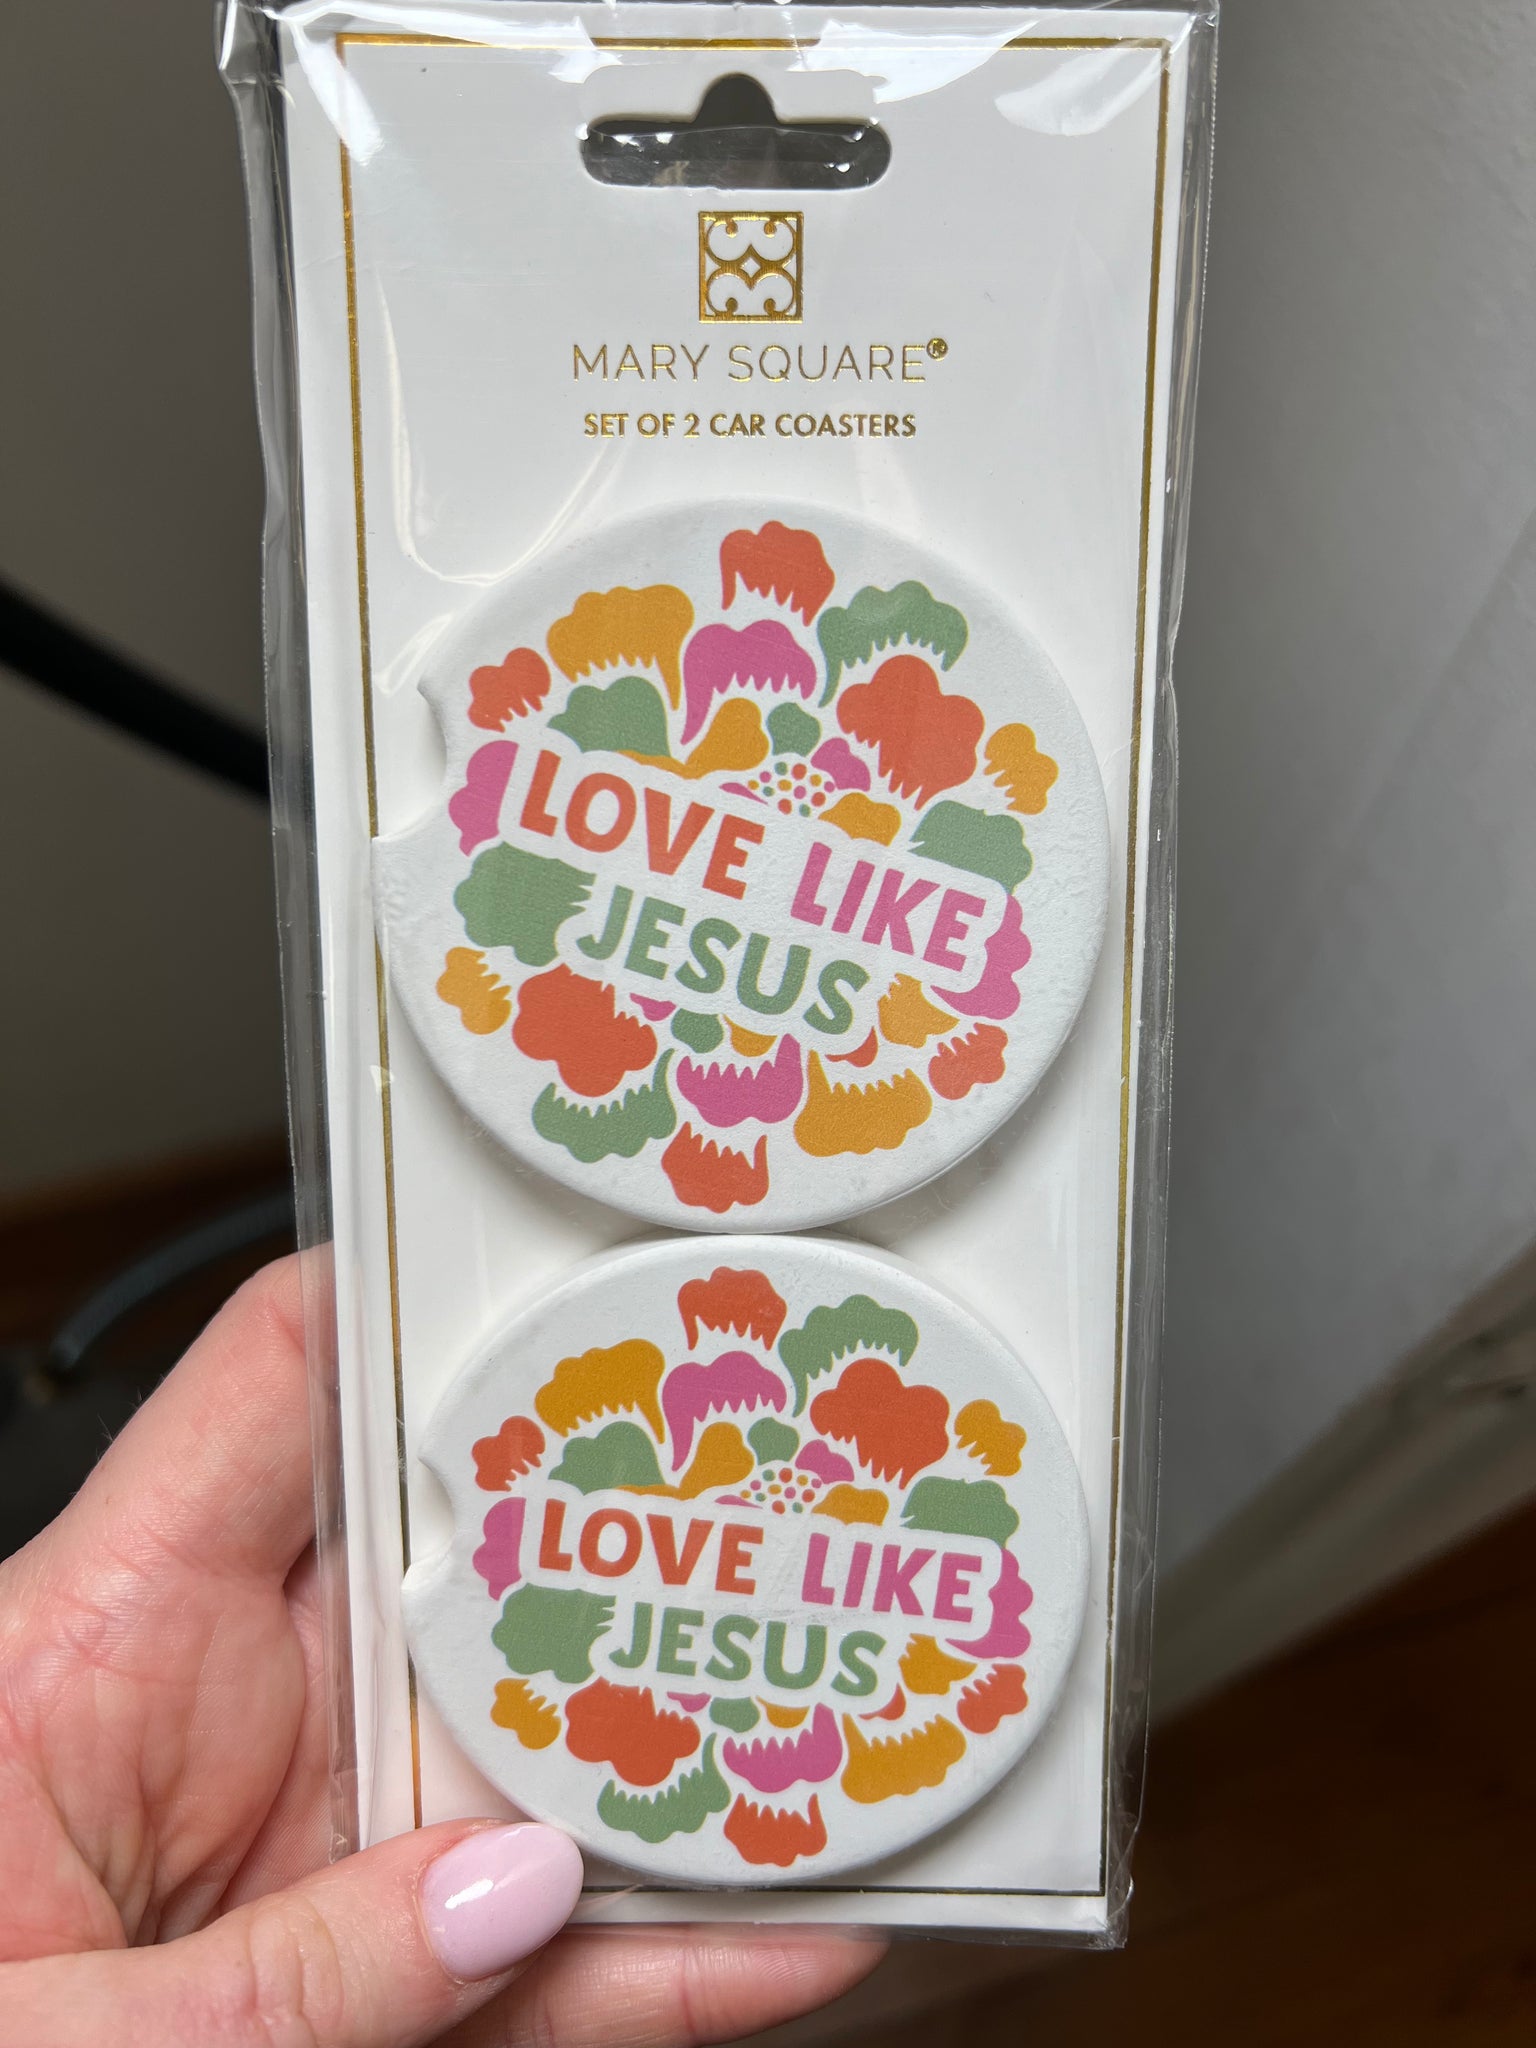 MARY SQUARE®
SET OF 2 CAR COASTERS
LOVE LIKE
JESUS
LOVE LIKE
JESUS